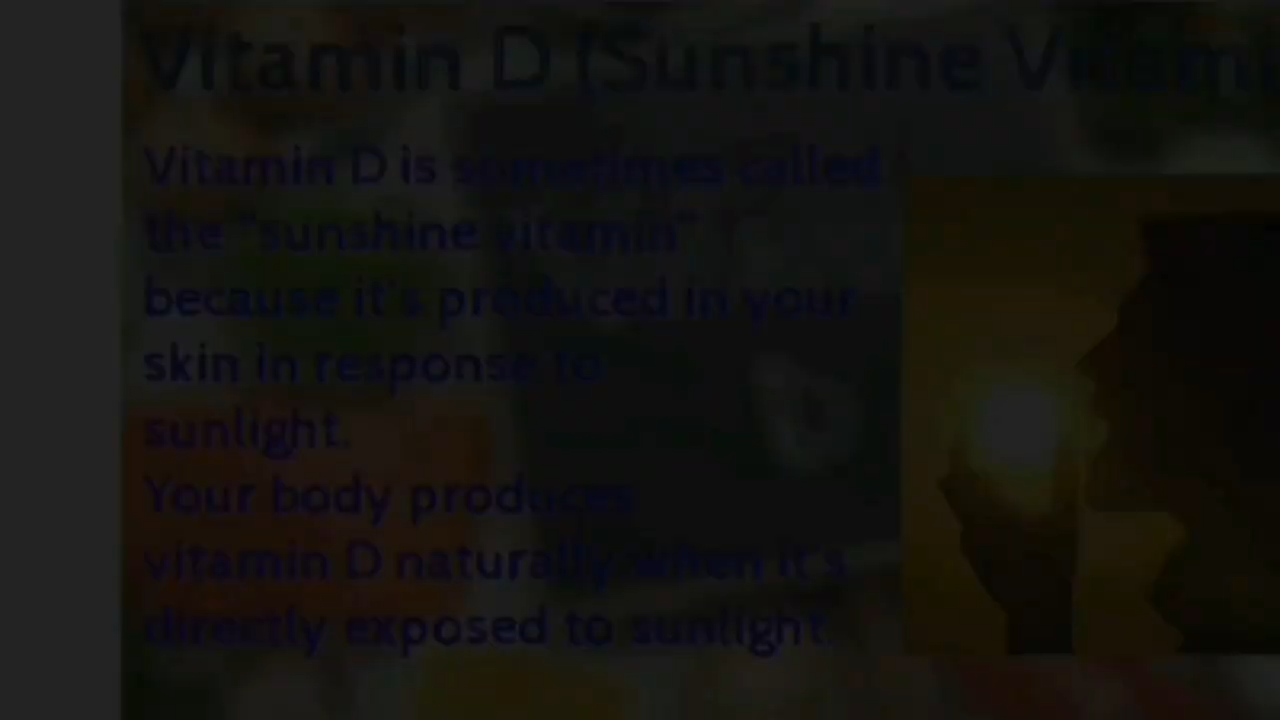 Vitamin D (Sunshine Vitami
Vitamin D is sometimes called
the "sunshine vitamin"
because it's produced in your
skin in response to
sunlight.
Your body produces
vitamin D naturally when it's
directly exposed to sunlight.